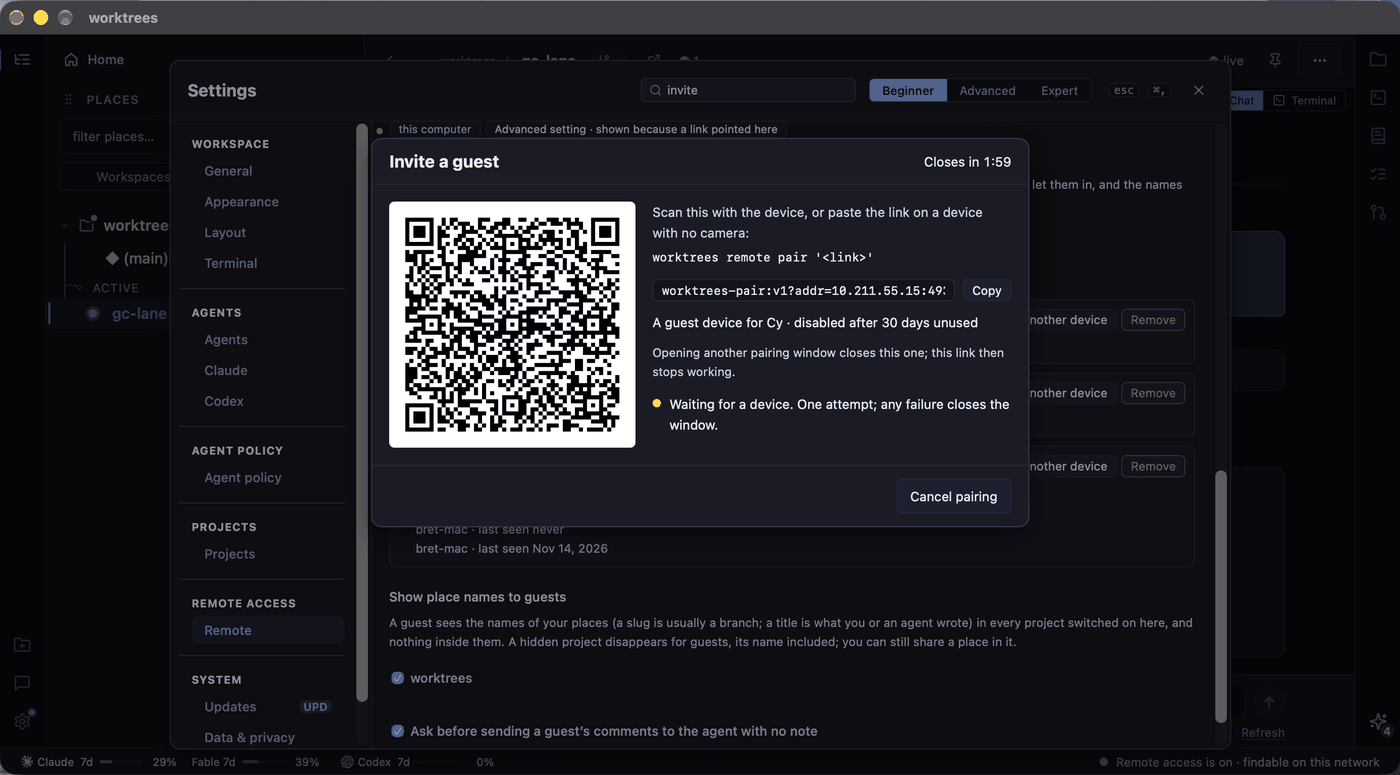 worktrees
Home
worktrees
gc-lane
1
live
PLACES
filter places...
Workspaces
worktree
(main)
ACTIVE
gc-lane
Chat
Terminal
Settings
invite
Beginner
Advanced
Expert
esc
⌘,
WORKSPACE
General
Appearance
Layout
Terminal
AGENTS
Agents
Claude
Codex
AGENT POLICY
Agent policy
PROJECTS
Projects
REMOTE ACCESS
Remote
SYSTEM
Updates
UPD
Data & privacy
this computer
Advanced setting · shown because a link pointed here
let them in, and the names
Invite a guest
Closes in 1:59
Scan this with the device, or paste the link on a device
with no camera:
worktrees remote pair '<link>'
worktrees-pair:v1?addr=10.211.55.15:493
Copy
A guest device for Cy · disabled after 30 days unused
Opening another pairing window closes this one; this link then
stops working.
Waiting for a device. One attempt; any failure closes the
window.
Cancel pairing
nother device
Remove
nother device
Remove
nother device
Remove
bret-mac · last seen never
bret-mac · last seen Nov 14, 2026
Show place names to guests
A guest sees the names of your places (a slug is usually a branch; a title is what you or an agent wrote) in every project switched on here, and
nothing inside them. A hidden project disappears for guests, its name included; you can still share a place in it.
worktrees
Ask before sending a guest's comments to the agent with no note
Refresh
4
Claude 7d
29%
Fable 7d
39%
Codex 7d
0%
Remote access is on · findable on this network